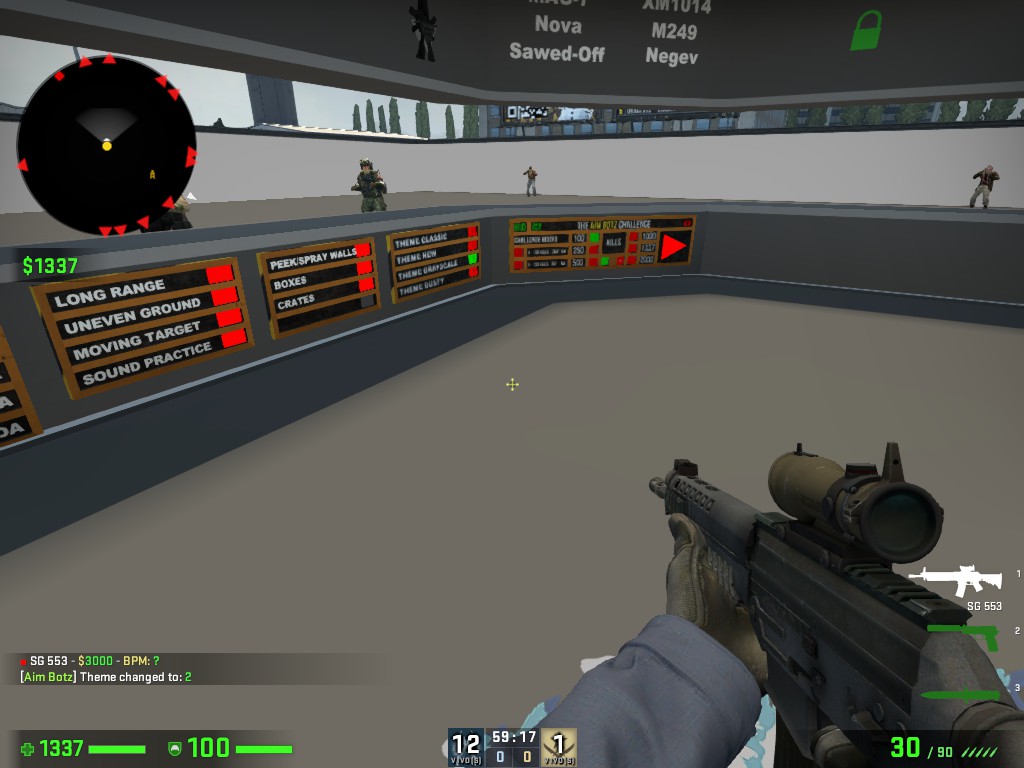 XM1014
Nova
M249
Sawed-Off
Negev
A
$1337
LONG RANGE
UNEVEN GROUND
MOVING TARGET
SOUND PRACTICE
PEEK/SPRAY WALLS
BOXES
CRATES
THEME CLASSIC
THEME NEW
THEME GRAYSCALE
THEME DUSTY
THE AIM BOTZ CHALLENGE
100
250
500
KILLS
1000
1337
2000
SG 553 - $3000 - BPM: ?
[Aim Botz] Theme changed to: 2
1
SG 553
2
3
1337
100
12
59:17
0 0
1
30 / 90